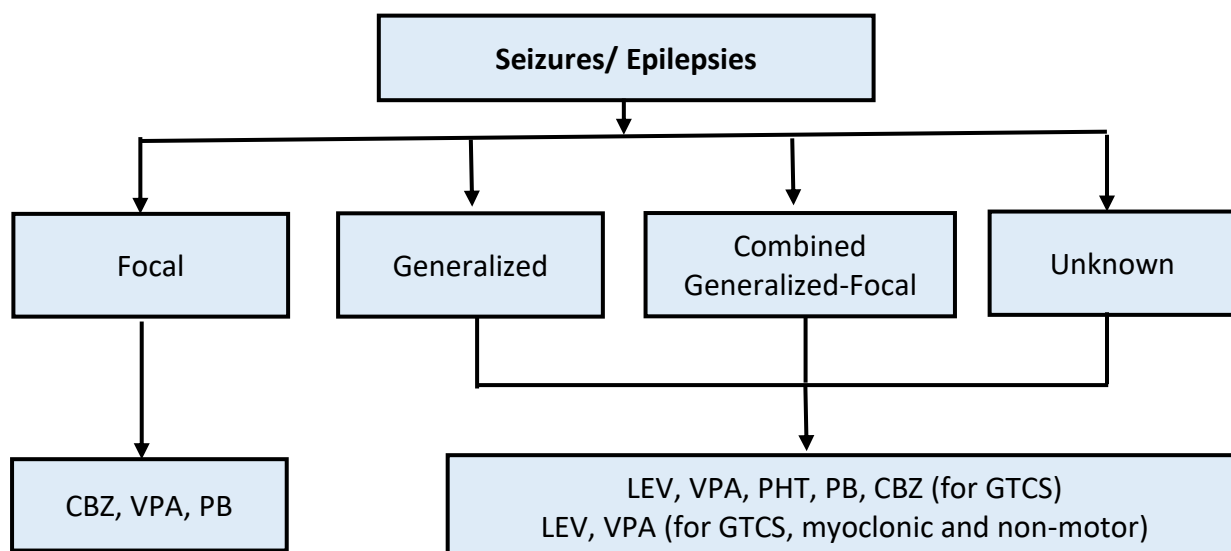 Seizures/ Epilepsies
Focal
Generalized
Combined
Generalized-Focal
Unknown
CBZ, VPA, PB
LEV, VPA, PHT, PB, CBZ (for GTCS)
LEV, VPA (for GTCS, myoclonic and non-motor)